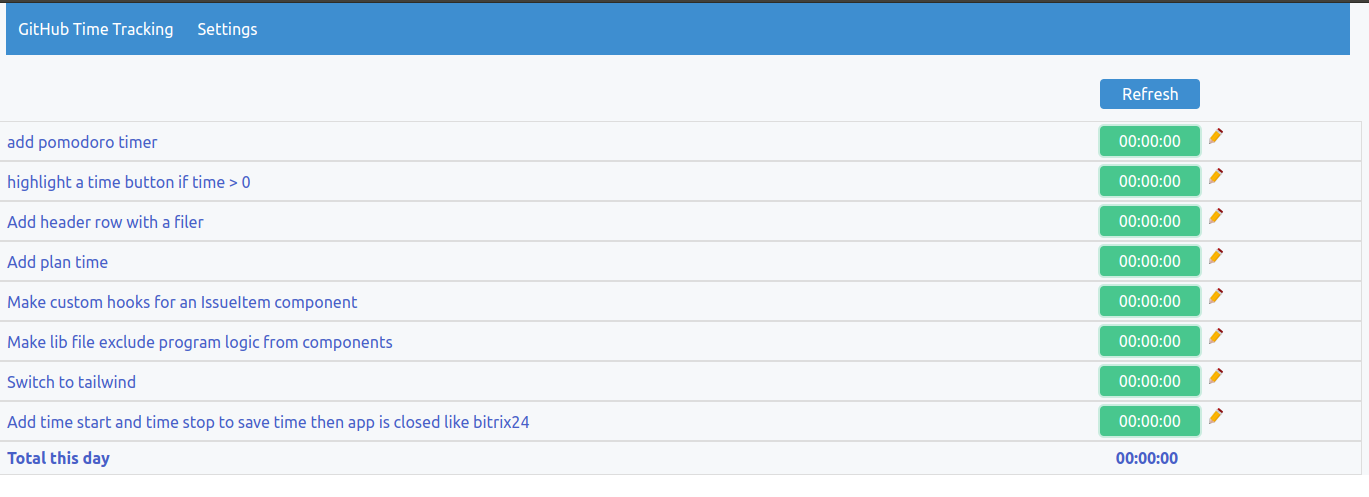 GitHub Time Tracking Settings
Refresh
add pomodoro timer 00:00:00
highlight a time button if time > 0 00:00:00
Add header row with a filer 00:00:00
Add plan time 00:00:00
Make custom hooks for an IssueItem component 00:00:00
Make lib file exclude program logic from components 00:00:00
Switch to tailwind 00:00:00
Add time start and time stop to save time then app is closed like bitrix24 00:00:00
Total this day 00:00:00